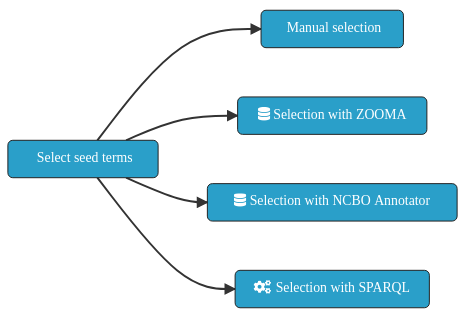 Manual selection
Selection with ZOOMA
Select seed terms
Selection with NCBO Annotator
Selection with SPARQL